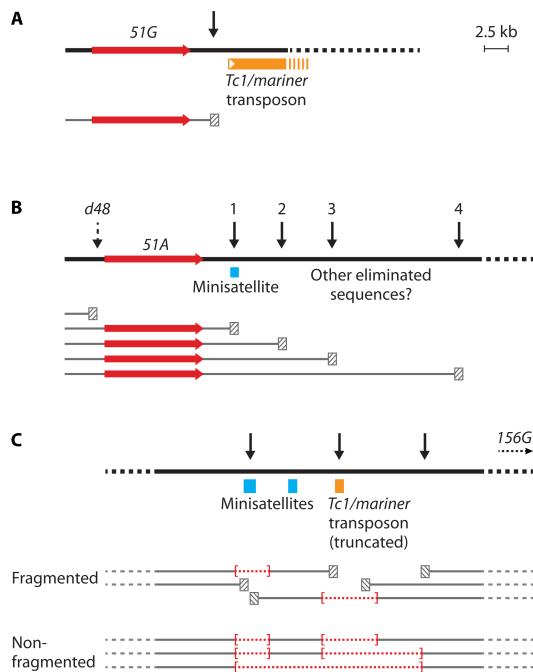 A
51G
2.5 kb
Tc1/mariner
transposon
B
d48
1
2
3
4
51A
Minisatellite
Other eliminated
sequences?
C
156G
Minisatellites
Tc1/mariner
transposon
(truncated)
Fragmented
Non-
fragmented